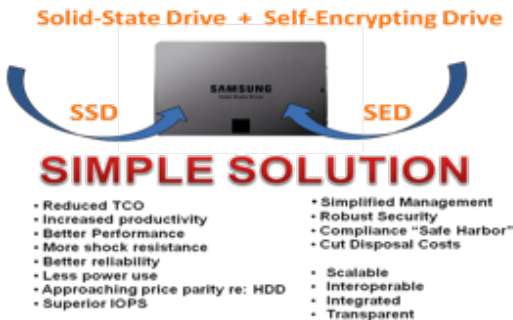 Solid-State Drive + Self-Encrypting Drive
SAMSUNG
Solid State Drive
SSD
SED
SIMPLE SOLUTION
• Reduced TCO
• Increased productivity
• Better Performance
• More shock resistance
• Better reliability
• Less power use
• Approaching price parity re: HDD
• Superior IOPS
• Simplified Management
• Robust Security
• Compliance “Safe Harbor”
• Cut Disposal Costs
• Scalable
• Interoperable
• Integrated
• Transparent